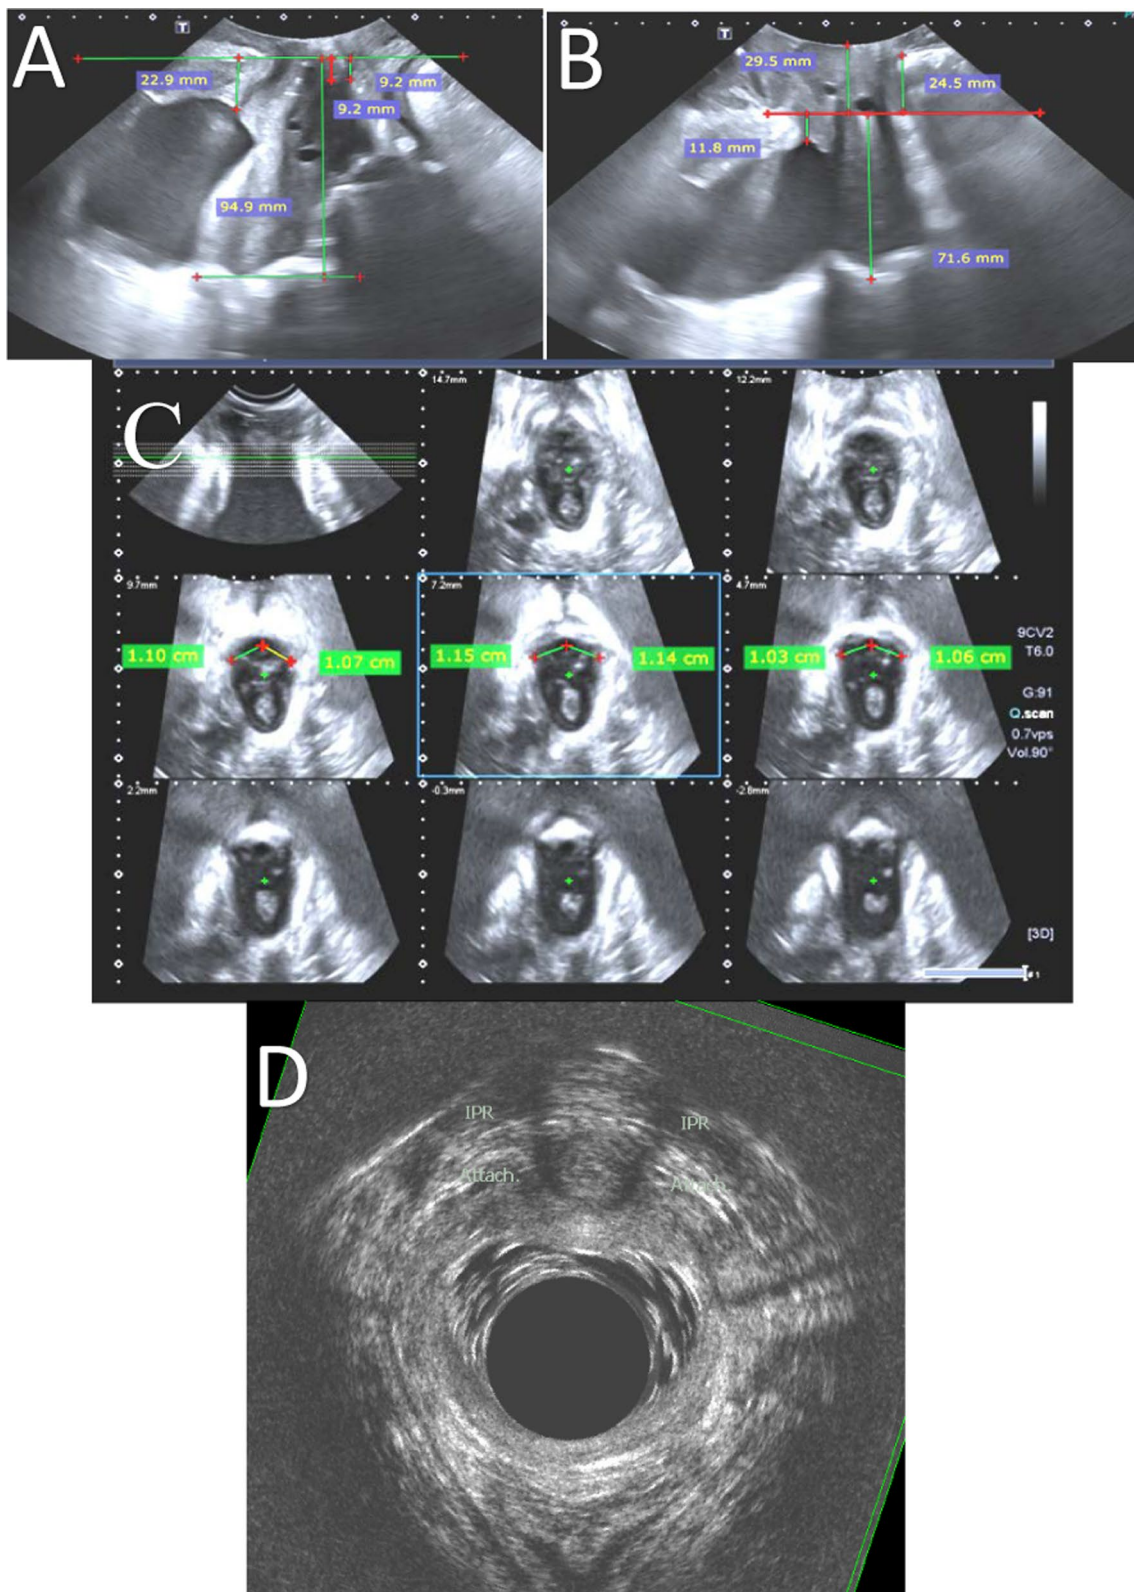 A
T
22.9 mm
9.2 mm
9.2 mm
94.9 mm
B
T
29.5 mm
24.5 mm
11.8 mm
71.6 mm
C
14.7mm
12.2mm
9.7mm
7.2mm
4.7mm
1.10 cm
1.07 cm
1.15 cm
1.14 cm
1.03 cm
1.06 cm
9CV2
T6.0
G:91
Q.scan
0.7vps
Vol.90°
2.2mm
-0.3mm
-2.8mm
[3D]
#1
D
IPR
IPR
Attach.
Attach.